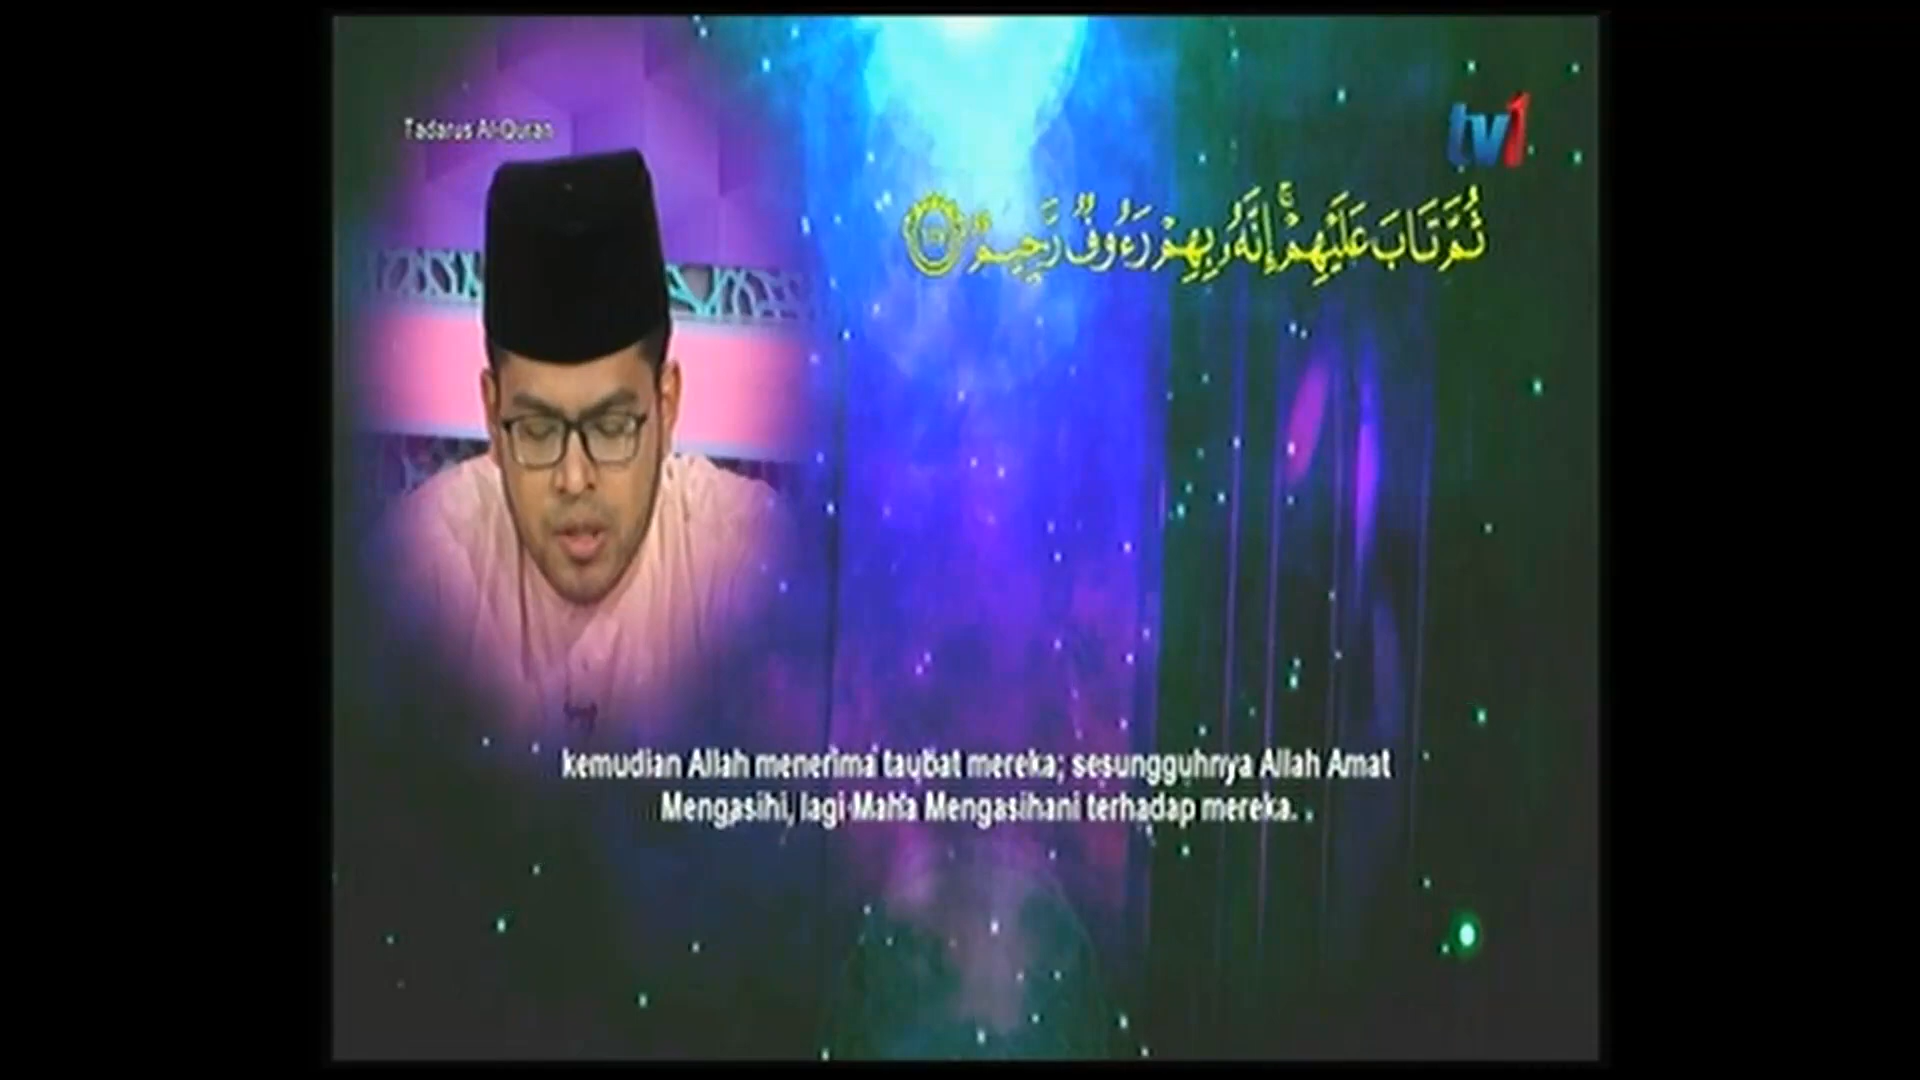 Tadarus Al-Quran
tv1
ثُمَّ تَابَ عَلَيْهِمْ ۚ إِنَّهُۥ بِهِمْ رَءُوفٌ رَّحِيمٌ
kemudian Allah menerima taubat mereka; sesungguhnya Allah Amat
Mengasihi, lagi Maha Mengasihani terhadap mereka.